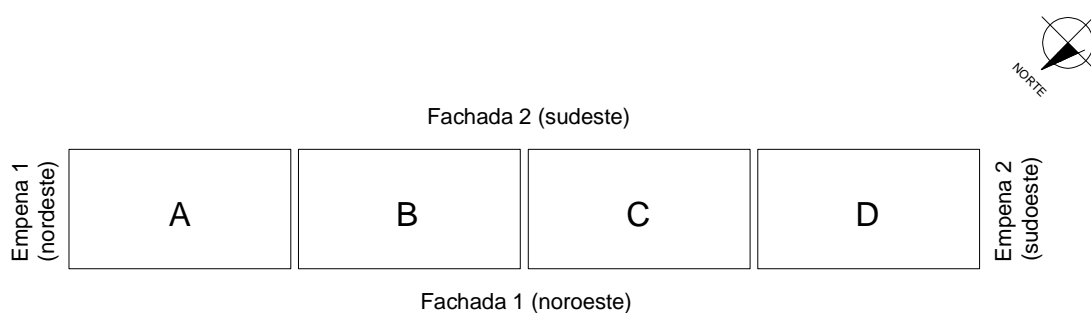 NORTE
Fachada 2 (sudeste)
Empena 1
(nordeste)
A
B
C
D
Empena 2
(sudoeste)
Fachada 1 (noroeste)